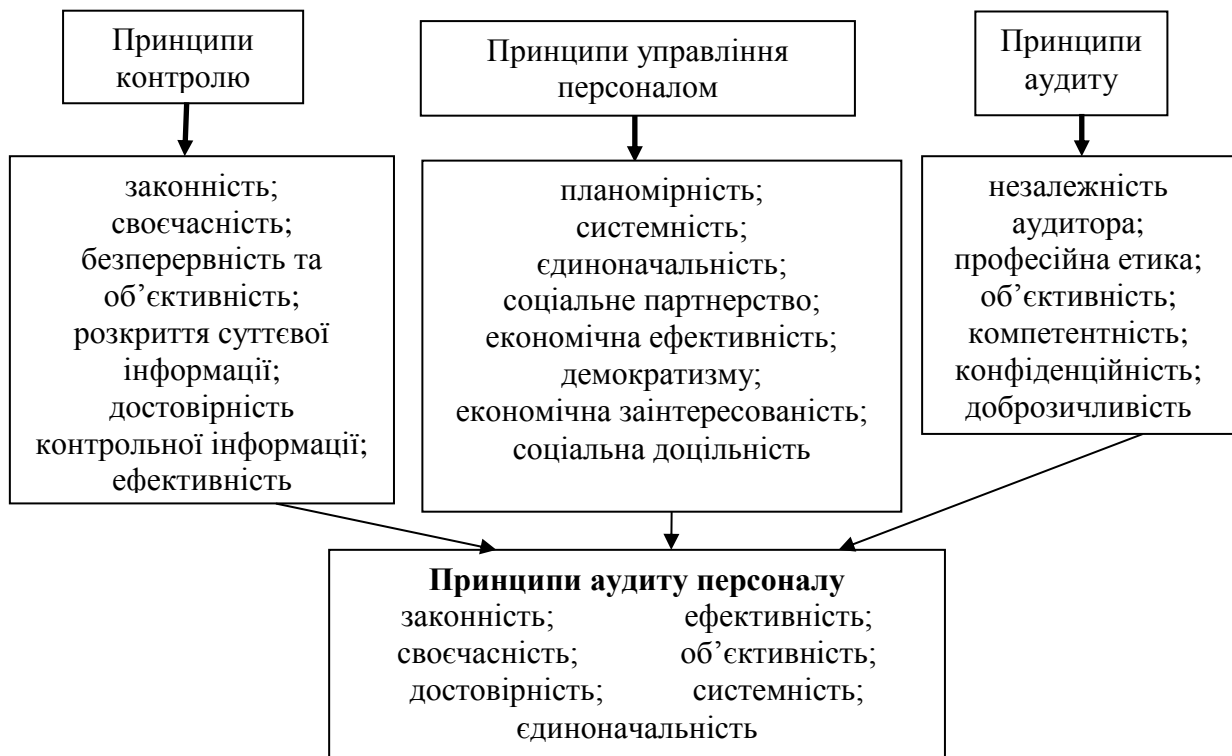 Принципи
контролю
Принципи управління
персоналом
Принципи
аудиту
законність;
своєчасність;
безперервність та
об’єктивність;
розкриття суттєвої
інформації;
достовірність
контрольної інформації;
ефективність
планомірність;
системність;
єдиноначальність;
соціальне партнерство;
економічна ефективність;
демократизму;
економічна заінтересованість;
соціальна доцільність
незалежність
аудитора;
професійна етика;
об’єктивність;
компетентність;
конфіденційність;
доброзичливість
Принципи аудиту персоналу
законність; ефективність;
своєчасність; об’єктивність;
достовірність; системність;
єдиноначальність